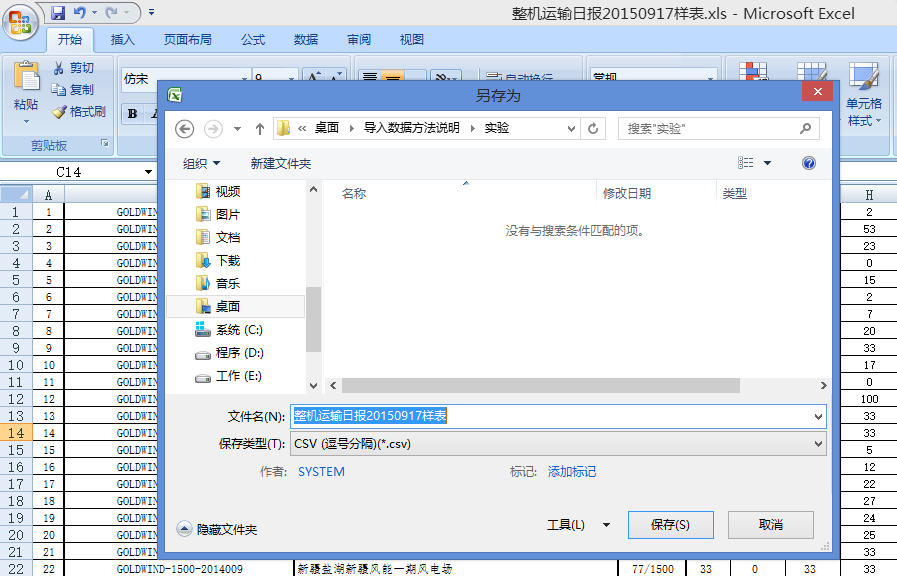 整机运输日报20150917样表.xls - Microsoft Excel
开始 插入 页面布局 公式 数据 审阅 视图
粘贴 剪切 复制 格式刷
剪贴板
仿宋 9
B
自动换行
常规
单元格
样式
C14
另存为
« 桌面 导入数据方法说明 实验
搜索"实验"
组织 新建文件夹
视频
图片
文档
下载
音乐
桌面
系统 (C:)
程序 (D:)
工作 (E:)
名称 修改日期 类型
没有与搜索条件匹配的项。
文件名(N): 整机运输日报20150917样表
保存类型(T): CSV (逗号分隔)(*.csv)
作者: SYSTEM 标记: 添加标记
隐藏文件夹 工具(L) 保存(S) 取消
A H
1 1 GOLDWIN 2
2 2 GOLDWIN 53
3 3 GOLDWIN 23
4 4 GOLDWIN 0
5 5 GOLDWIN 15
6 6 GOLDWIN 2
7 7 GOLDWIN 7
8 8 GOLDWIN 20
9 9 GOLDWIN 33
10 10 GOLDWIN 17
11 11 GOLDWIN 0
12 12 GOLDWIN 100
13 13 GOLDWIN 33
14 14 GOLDWIN 33
15 15 GOLDWIN 5
16 16 GOLDWIN 12
17 17 GOLDWIN 22
18 18 GOLDWIN 27
19 19 GOLDWIN 24
20 20 GOLDWIN 25
21 21 GOLDWIN 33
22 22 GOLDWIND-1500-2014009 新疆盐湖新疆风能一期风电场 77/1500 33 0 33 33